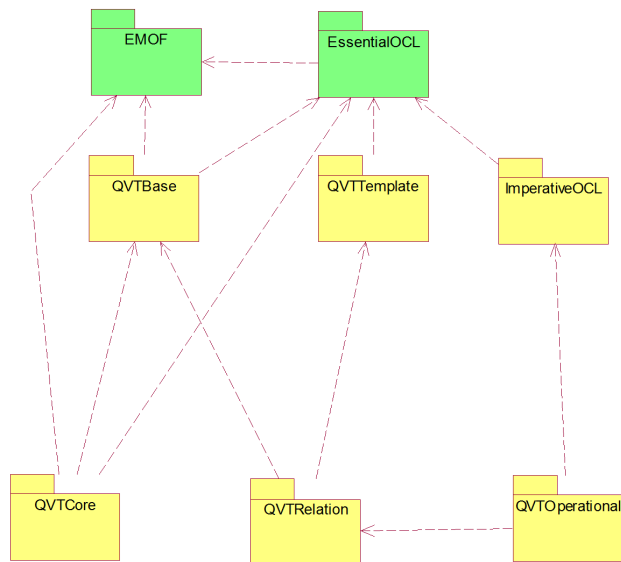 EMOF
EssentialOCL
QVTBase
QVTTemplate
ImperativeOCL
QVTCore
QVTRelation
QVTOperational